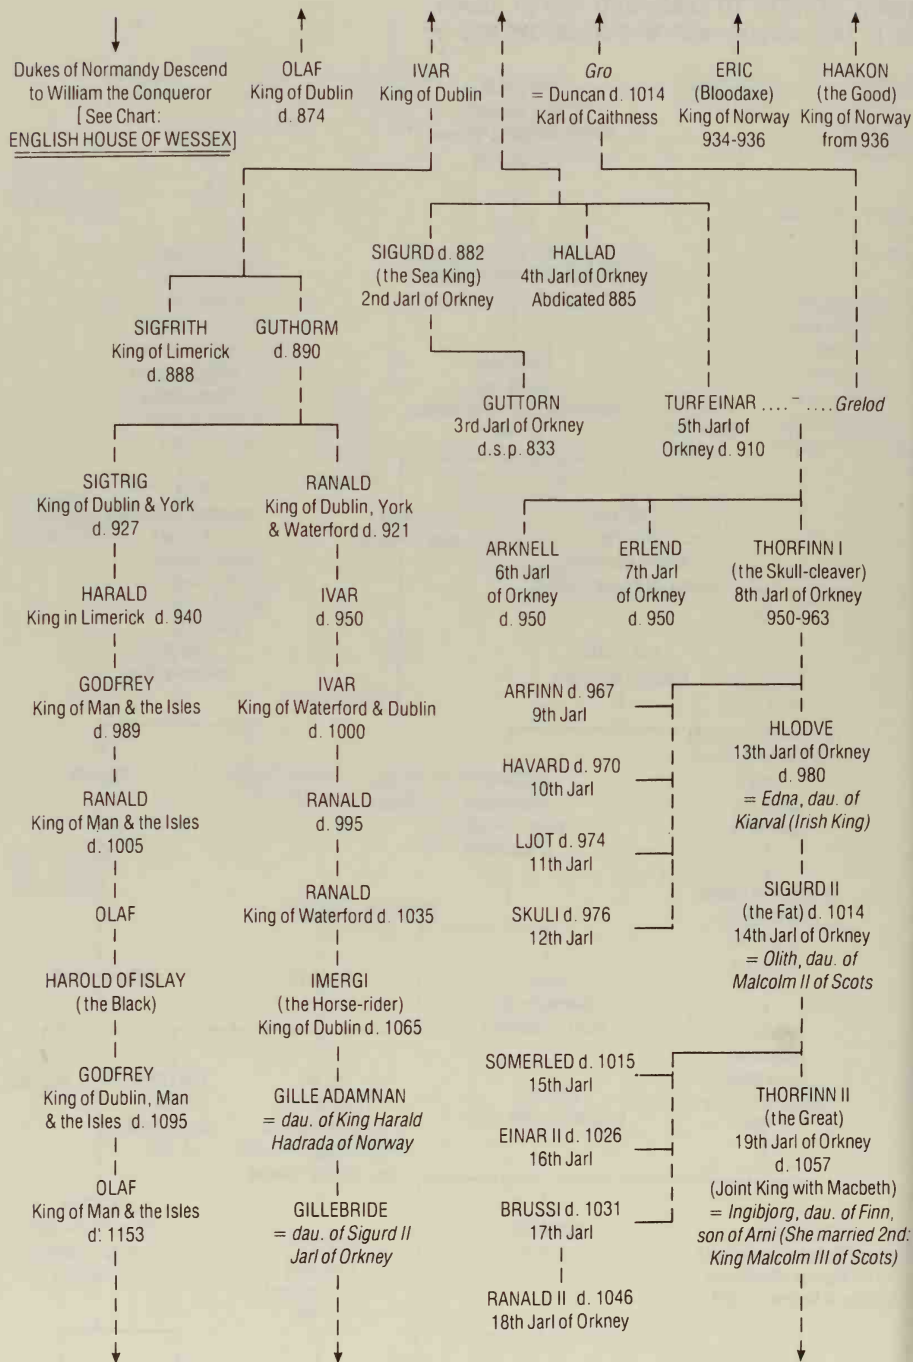 Dukes of Normandy Descend
to William the Conqueror
[See Chart:
ENGLISH HOUSE OF WESSEX]
OLAF
King of Dublin
d. 874
IVAR
King of Dublin
Gro
= Duncan d. 1014
Karl of Caithness
ERIC
(Bloodaxe)
King of Norway
934-936
HAAKON
(the Good)
King of Norway
from 936
SIGURD d. 882
(the Sea King)
2nd Jarl of Orkney
HALLAD
4th Jarl of Orkney
Abdicated 885
SIGFRITH
King of Limerick
d. 888
GUTHORM
d. 890
GUTTORN
3rd Jarl of Orkney
d.s.p. 833
TURF EINAR .... = .... Grelod
5th Jarl of
Orkney d. 910
SIGTRIG
King of Dublin & York
d. 927
RANALD
King of Dublin, York
& Waterford d. 921
ARKNELL
6th Jarl
of Orkney
d. 950
ERLEND
7th Jarl
of Orkney
d. 950
THORFINN I
(the Skull-cleaver)
8th Jarl of Orkney
950-963
HARALD
King in Limerick d. 940
IVAR
d. 950
GODFREY
King of Man & the Isles
d. 989
IVAR
King of Waterford & Dublin
d. 1000
ARFINN d. 967
9th Jarl
HLODVE
13th Jarl of Orkney
d. 980
= Edna, dau. of
Kiarval (Irish King)
HAVARD d. 970
10th Jarl
RANALD
King of Man & the Isles
d. 1005
RANALD
d. 995
LJOT d. 974
11th Jarl
OLAF
RANALD
King of Waterford d. 1035
SKULI d. 976
12th Jarl
SIGURD II
(the Fat) d. 1014
14th Jarl of Orkney
= Olith, dau. of
Malcolm II of Scots
HAROLD OF ISLAY
(the Black)
IMERGI
(the Horse-rider)
King of Dublin d. 1065
SOMERLED d. 1015
15th Jarl
GODFREY
King of Dublin, Man
& the Isles d. 1095
GILLE ADAMNAN
= dau. of King Harald
Hadrada of Norway
EINAR II d. 1026
16th Jarl
THORFINN II
(the Great)
19th Jarl of Orkney
d. 1057
(Joint King with Macbeth)
= Ingibjorg, dau. of Finn,
son of Arni (She married 2nd:
King Malcolm III of Scots)
OLAF
King of Man & the Isles
d. 1153
GILLEBRIDE
= dau. of Sigurd II
Jarl of Orkney
BRUSSI d. 1031
17th Jarl
RANALD II d. 1046
18th Jarl of Orkney